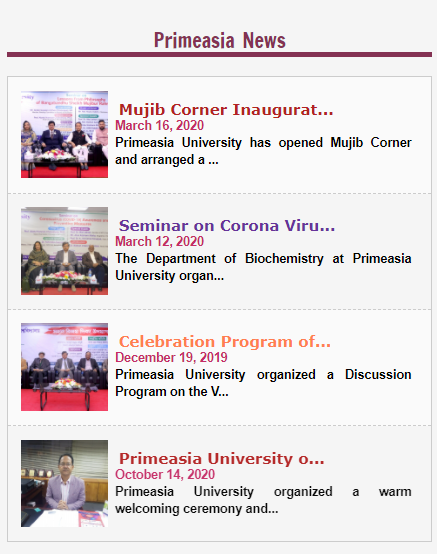 Primeasia News
Mujib Corner Inaugurat...
March 16, 2020
Primeasia University has opened Mujib Corner
and arranged a ...
Seminar on Corona Viru...
March 12, 2020
The Department of Biochemistry at Primeasia
University organ...
Celebration Program of...
December 19, 2019
Primeasia University organized a Discussion
Program on the V...
Primeasia University o...
October 14, 2020
Primeasia University organized a warm
welcoming ceremony and...